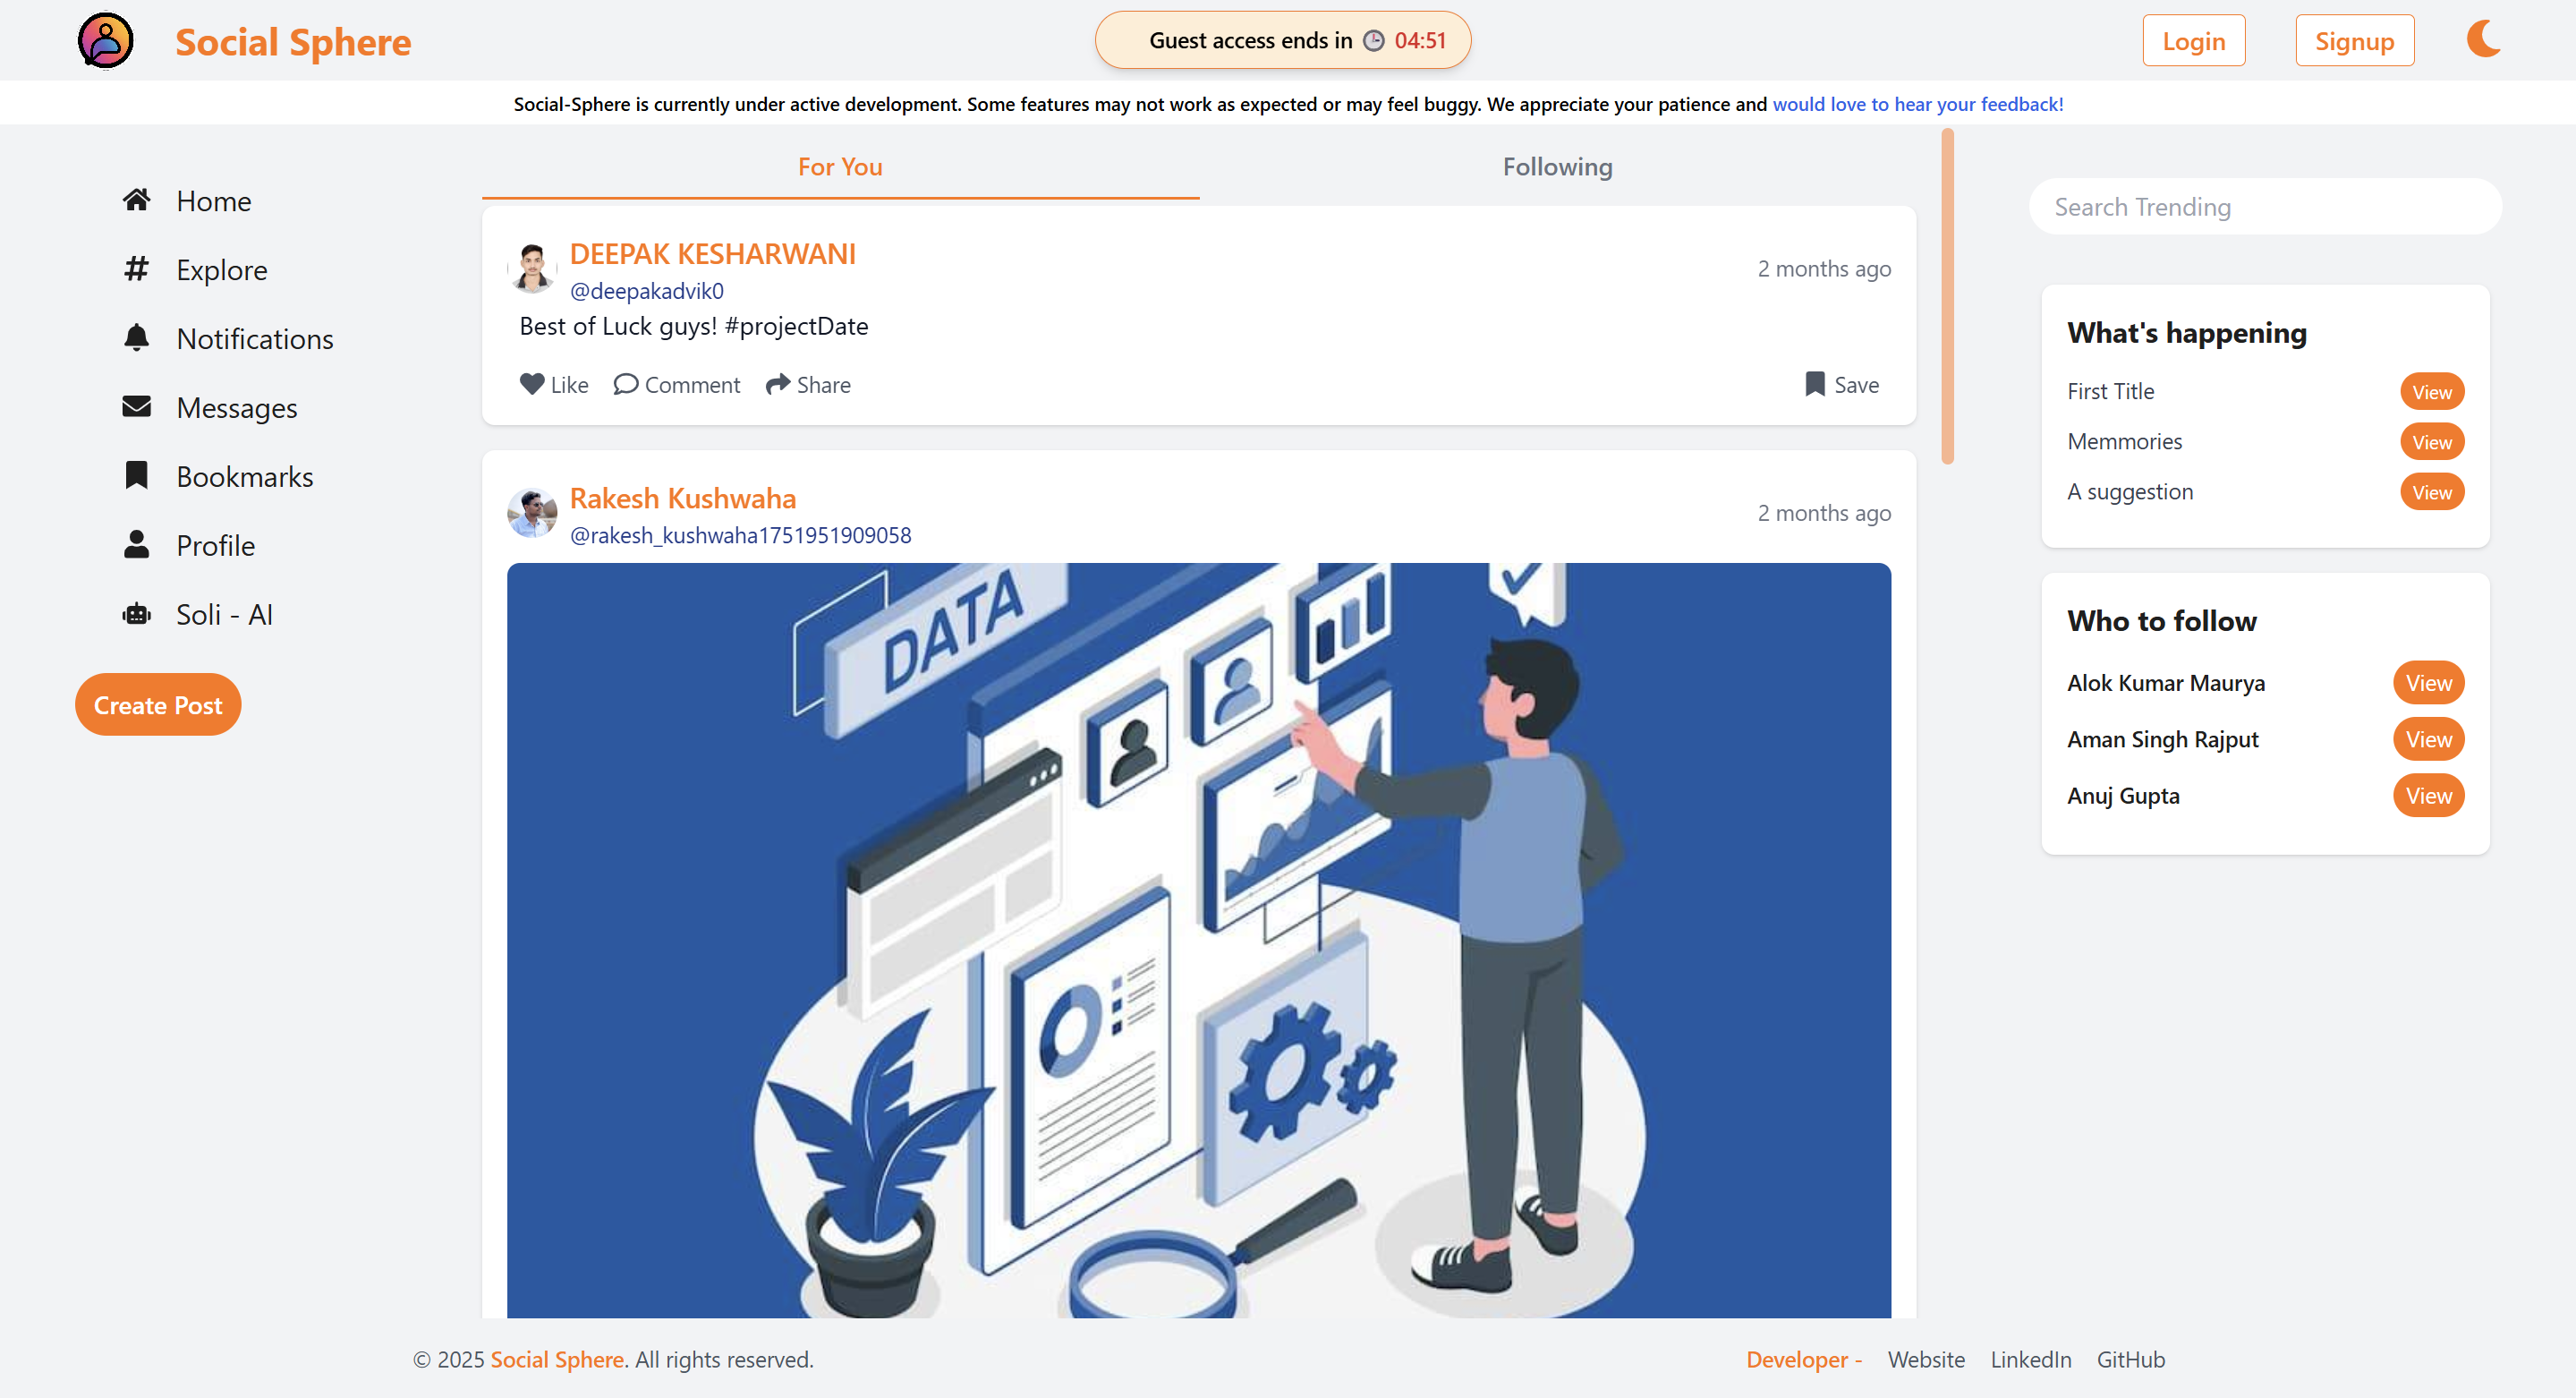 Social Sphere
Guest access ends in 04:51
Login
Signup
Social-Sphere is currently under active development. Some features may not work as expected or may feel buggy. We appreciate your patience and would love to hear your feedback!
Home
Explore
Notifications
Messages
Bookmarks
Profile
Soli - AI
Create Post
For You
Following
DEEPAK KESHARWANI
@deepakadvik0
2 months ago
Best of Luck guys! #projectDate
Like
Comment
Share
Save
Rakesh Kushwaha
@rakesh_kushwaha1751951909058
2 months ago
DATA
Search Trending
What's happening
First Title
View
Memmories
View
A suggestion
View
Who to follow
Alok Kumar Maurya
View
Aman Singh Rajput
View
Anuj Gupta
View
© 2025 Social Sphere. All rights reserved.
Developer -
Website
LinkedIn
GitHub